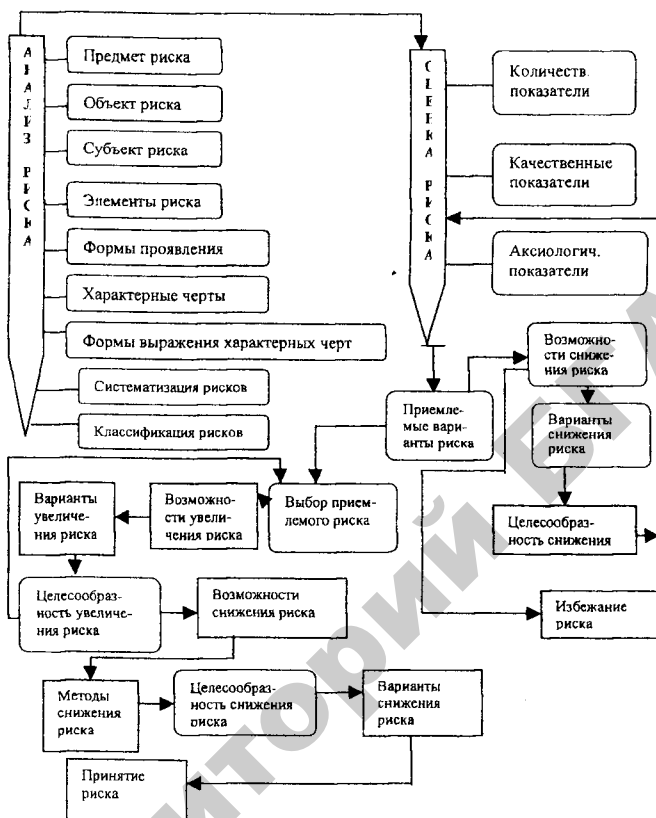 АНАЛИЗ РИСКА
Предмет риска
Объект риска
Субъект риска
Элементы риска
Формы проявления
Характерные черты
Формы выражения характерных черт
Систематизация рисков
Классификация рисков
ОЦЕНКА РИСКА
Количеств.
показатели
Качественные
показатели
Аксиологич.
показатели
Приемле-
мые вари-
анты риска
Возможно-
сти сниже-
ния риска
Варианты
снижения
риска
Целесообраз-
ность снижения
Избежание
риска
Выбор прием-
лемого риска
Возможно-
сти увели-
чения риска
Варианты
увеличе-
ния риска
Целесообраз-
ность увеличе-
ния риска
Возможности
снижения риска
Методы
снижения
риска
Целесообраз-
ность снижения
риска
Варианты
снижения
риска
Принятие
риска